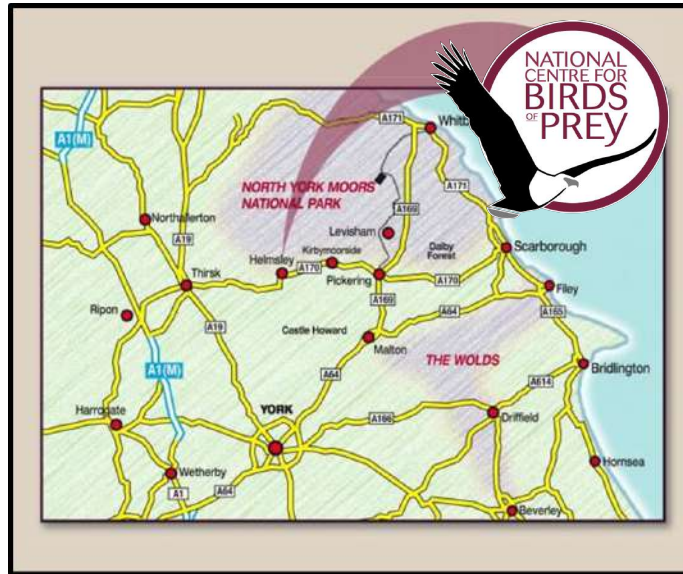 NATIONAL
CENTRE FOR
BIRDS
OF PREY
A1(M)
A171
Whitb
NORTH YORK MOORS
NATIONAL PARK
A171
A169
Northallerton
Levisham
A19
Kirbymoorside
Dalby
Forest
Scarborough
Helmsley
A170
Thirsk
Pickering
A170
Filey
Ripon
A169
A64
A165
A19
Castle Howard
Malton
THE WOLDS
A1(M)
A64
Bridlington
A614
Harrogate
YORK
A166
Driffield
Wetherby
Hornsea
A1
A64
Beverley